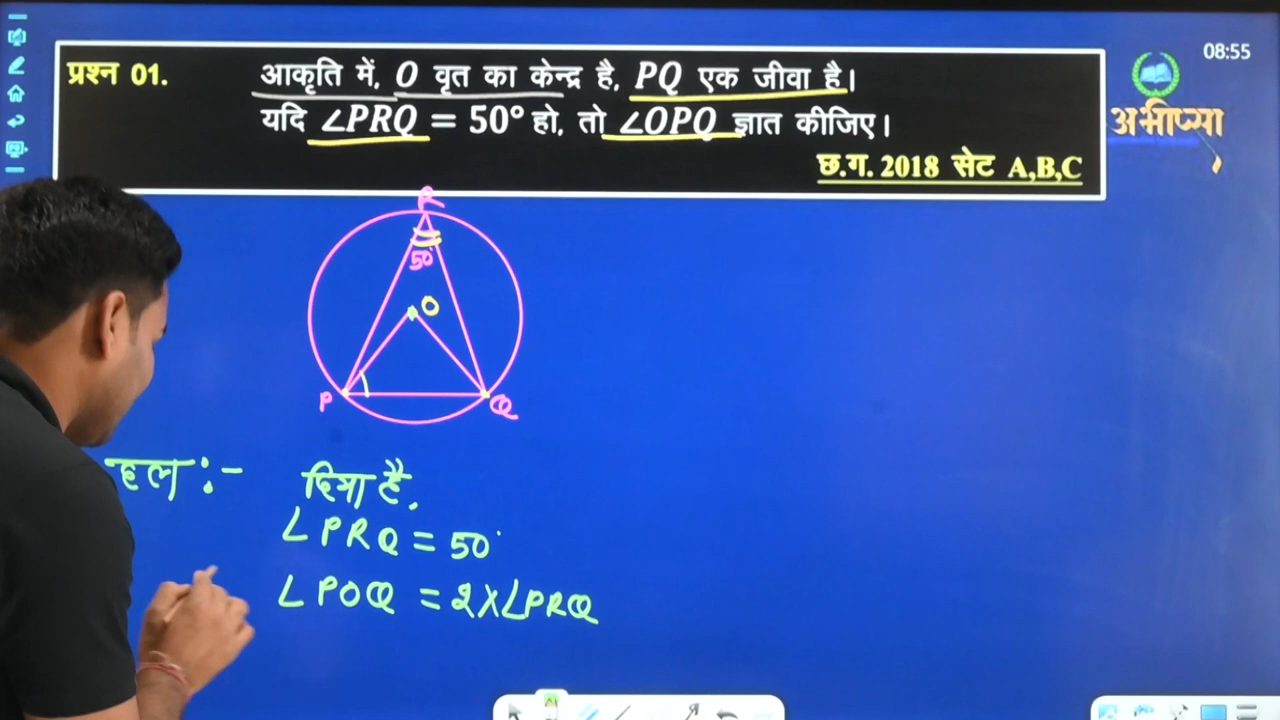 08:55
प्रश्न 01. आकृति में, O वृत का केन्द्र है, PQ एक जीवा है।
यदि ∠PRQ = 50° हो, तो ∠OPQ ज्ञात कीजिए।
छ.ग. 2018 सेट A,B,C
अभीप्सा
R
50°
O
P
Q
हल :-
दिया है,
∠PRQ = 50°
∠POQ = 2×∠PRQ